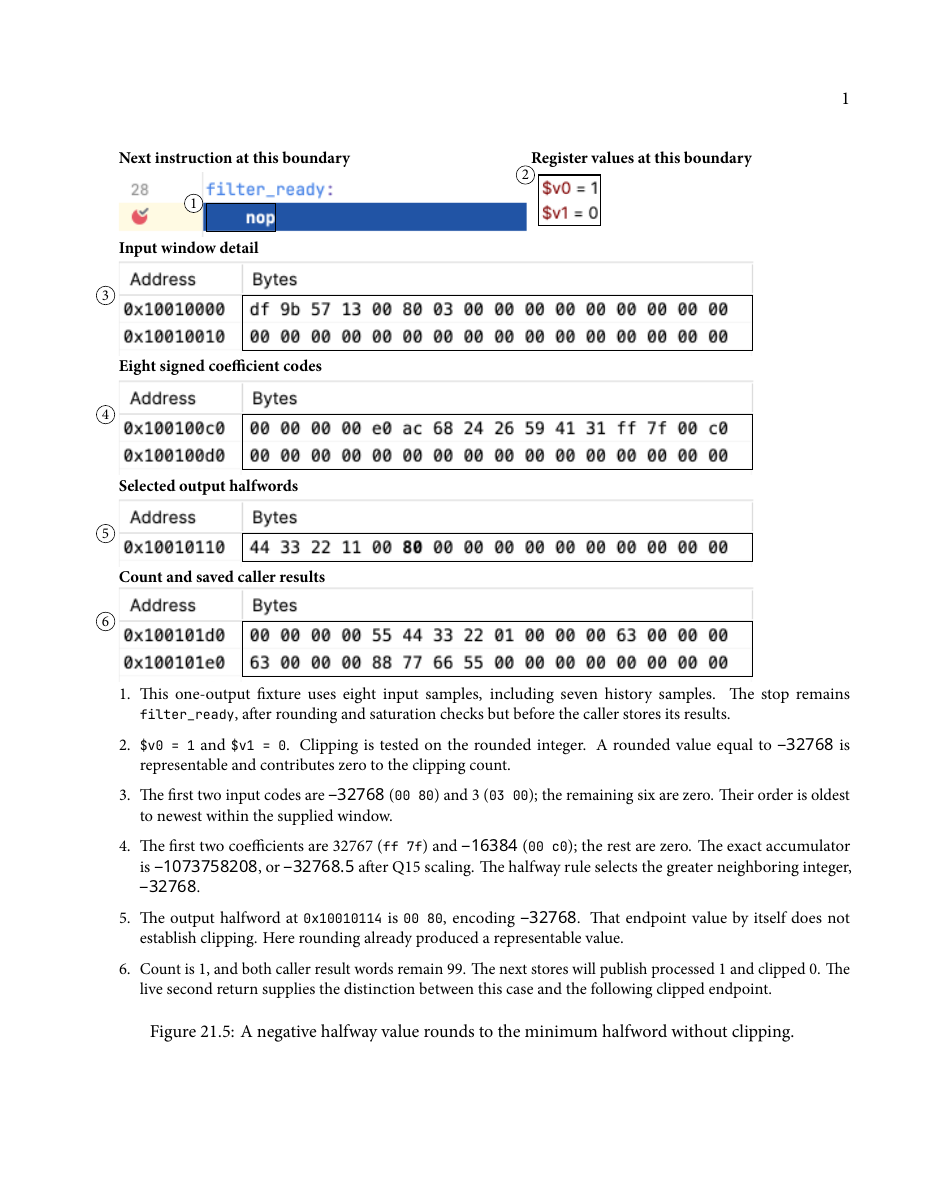 1
Next instruction at this boundary
Register values at this boundary
28 filter_ready:
1 nop
2 $v0 = 1
$v1 = 0
Input window detail
Address Bytes
3 0x10010000 df 9b 57 13 00 80 03 00 00 00 00 00 00 00 00 00
0x10010010 00 00 00 00 00 00 00 00 00 00 00 00 00 00 00 00
Eight signed coefficient codes
Address Bytes
4 0x100100c0 00 00 00 00 e0 ac 68 24 26 59 41 31 ff 7f 00 c0
0x100100d0 00 00 00 00 00 00 00 00 00 00 00 00 00 00 00 00
Selected output halfwords
Address Bytes
5 0x10010110 44 33 22 11 00 80 00 00 00 00 00 00 00 00 00 00
Count and saved caller results
Address Bytes
6 0x100101d0 00 00 00 00 55 44 33 22 01 00 00 00 63 00 00 00
0x100101e0 63 00 00 00 88 77 66 55 00 00 00 00 00 00 00 00
1. This one-output fixture uses eight input samples, including seven history samples. The stop remains
filter_ready, after rounding and saturation checks but before the caller stores its results.
2. $v0 = 1 and $v1 = 0. Clipping is tested on the rounded integer. A rounded value equal to −32768 is
representable and contributes zero to the clipping count.
3. The first two input codes are −32768 (00 80) and 3 (03 00); the remaining six are zero. Their order is oldest
to newest within the supplied window.
4. The first two coefficients are 32767 (ff 7f) and −16384 (00 c0); the rest are zero. The exact accumulator
is −1073758208, or −32768.5 after Q15 scaling. The halfway rule selects the greater neighboring integer,
−32768.
5. The output halfword at 0x10010114 is 00 80, encoding −32768. That endpoint value by itself does not
establish clipping. Here rounding already produced a representable value.
6. Count is 1, and both caller result words remain 99. The next stores will publish processed 1 and clipped 0. The
live second return supplies the distinction between this case and the following clipped endpoint.
Figure 21.5: A negative halfway value rounds to the minimum halfword without clipping.